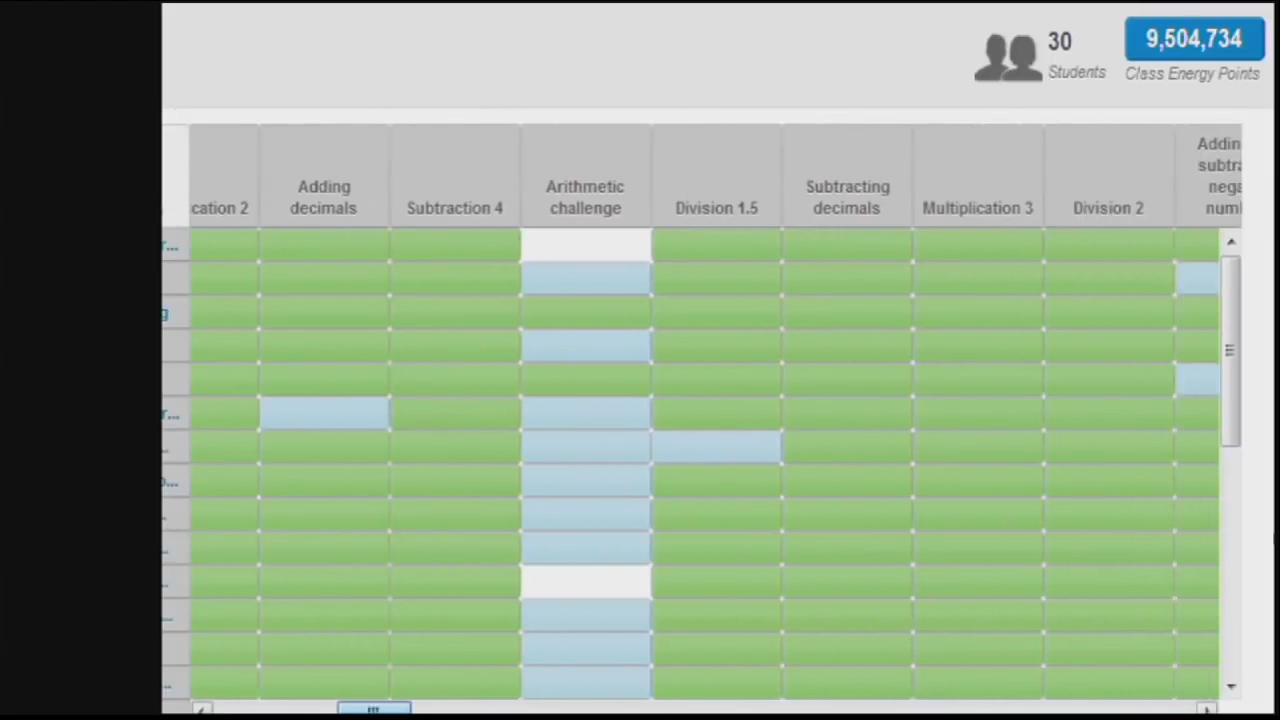 30
Students
9,504,734
Class Energy Points
cation 2
Adding
decimals
Subtraction 4
Arithmetic
challenge
Division 1.5
Subtracting
decimals
Multiplication 3
Division 2
Addin
subtra
nega
numb
r...
g
r...
..
o...
..
..
..
...
..